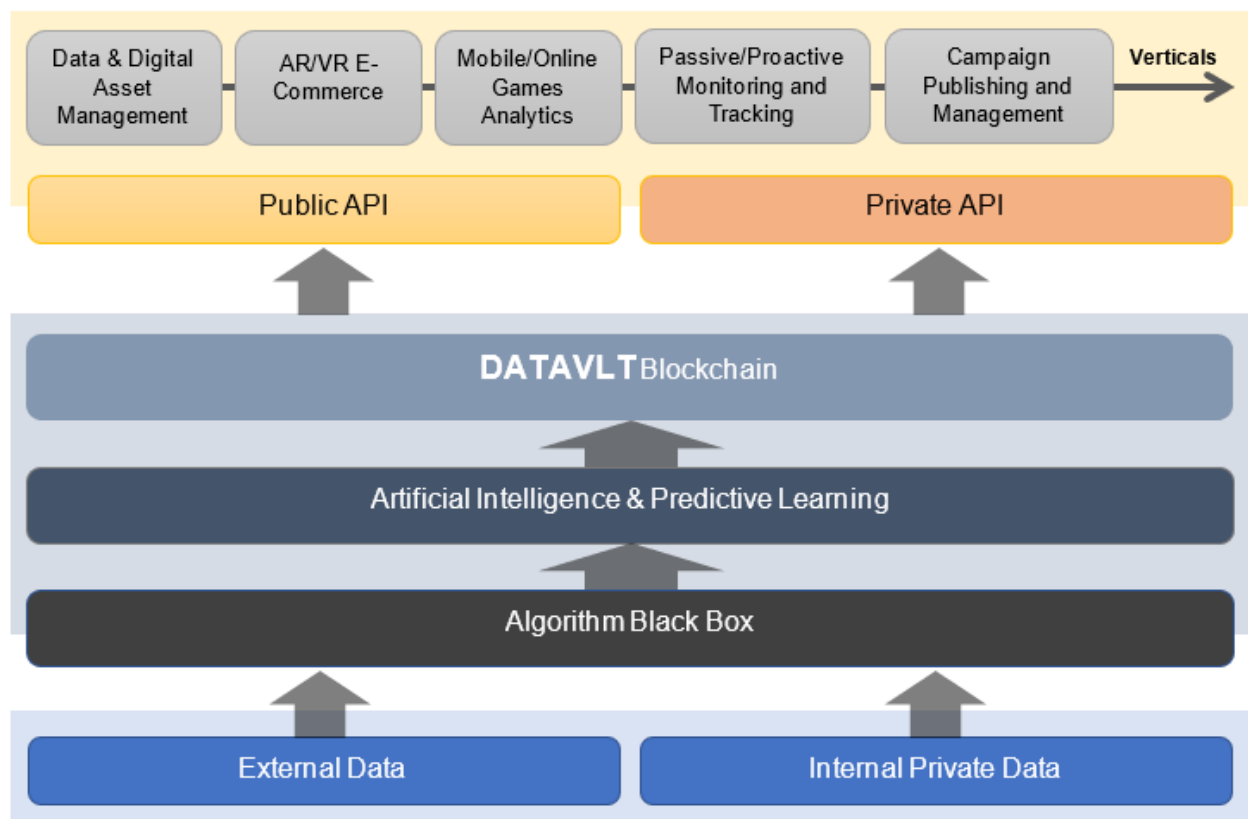 Data & Digital
Asset
Management
AR/VR E-
Commerce
Mobile/Online
Games
Analytics
Passive/Proactive
Monitoring and
Tracking
Campaign
Publishing and
Management
Verticals
Public API
Private API
DATAVLT Blockchain
Artificial Intelligence & Predictive Learning
Algorithm Black Box
External Data
Internal Private Data